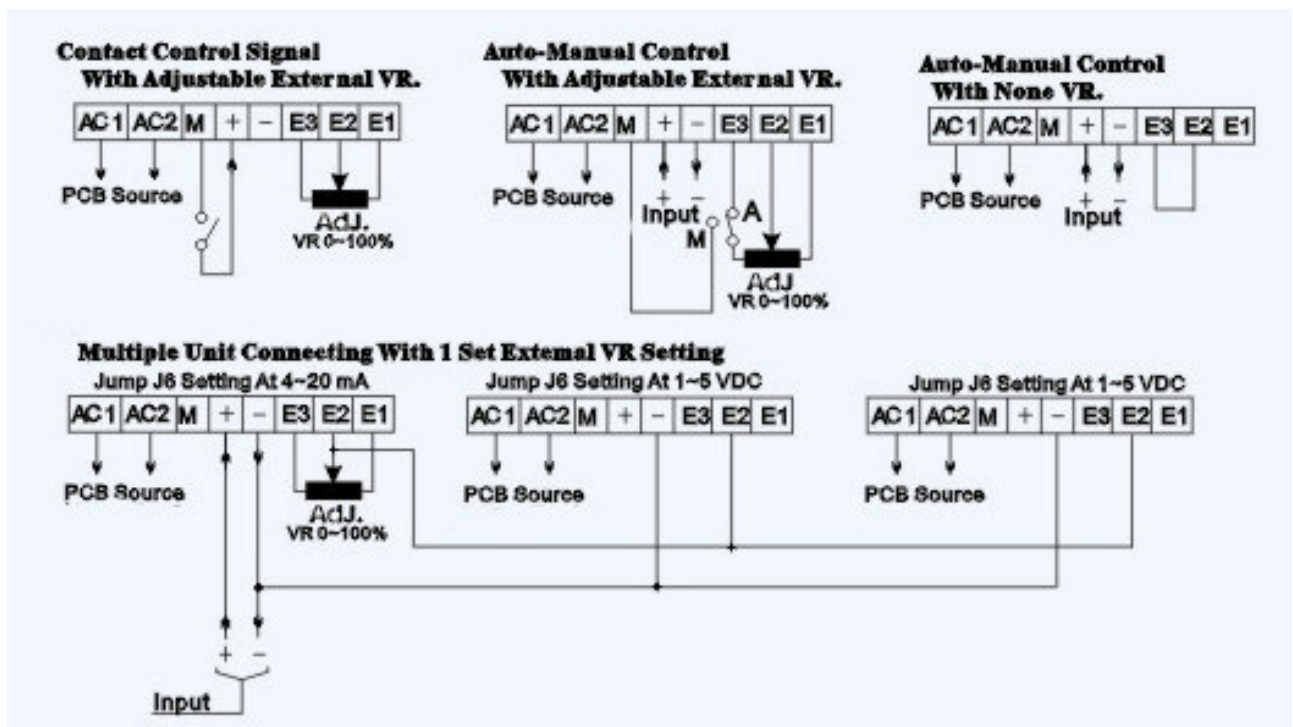 Contact Control Signal
With Adjustable External VR.
AC1 AC2 M + - E3 E2 E1
PCB Source
AdJ.
VR 0~100%
Auto-Manual Control
With Adjustable External VR.
AC1 AC2 M + - E3 E2 E1
PCB Source
+ -
Input
A
M
AdJ
VR 0~100%
Auto-Manual Control
With None VR.
AC1 AC2 M + - E3 E2 E1
PCB Source
+ -
Input
Multiple Unit Connecting With 1 Set Extemal VR Setting
Jump J6 Setting At 4~20 mA
AC1 AC2 M + - E3 E2 E1
PCB Source
AdJ.
VR 0~100%
+ -
Input
Jump J6 Setting At 1~5 VDC
AC1 AC2 M + - E3 E2 E1
PCB Source
Jump J6 Setting At 1~5 VDC
AC1 AC2 M + - E3 E2 E1
PCB Source